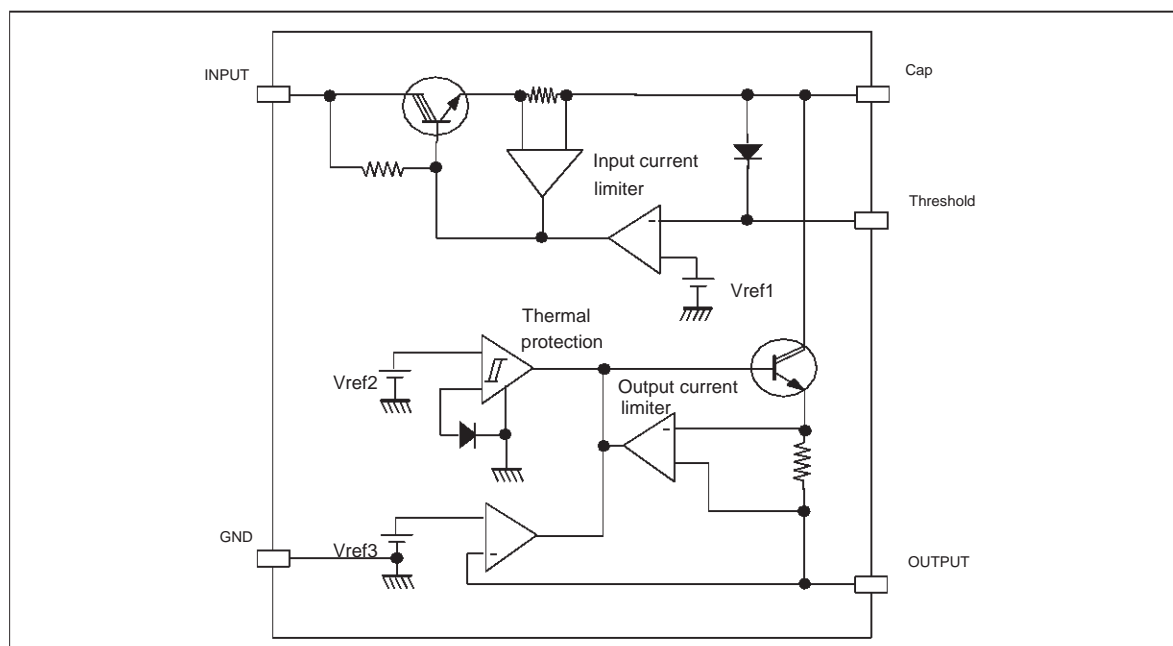 INPUT
Cap
Input current
limiter
Threshold
Vref1
Thermal
protection
Vref2
Output current
limiter
GND
Vref3
OUTPUT